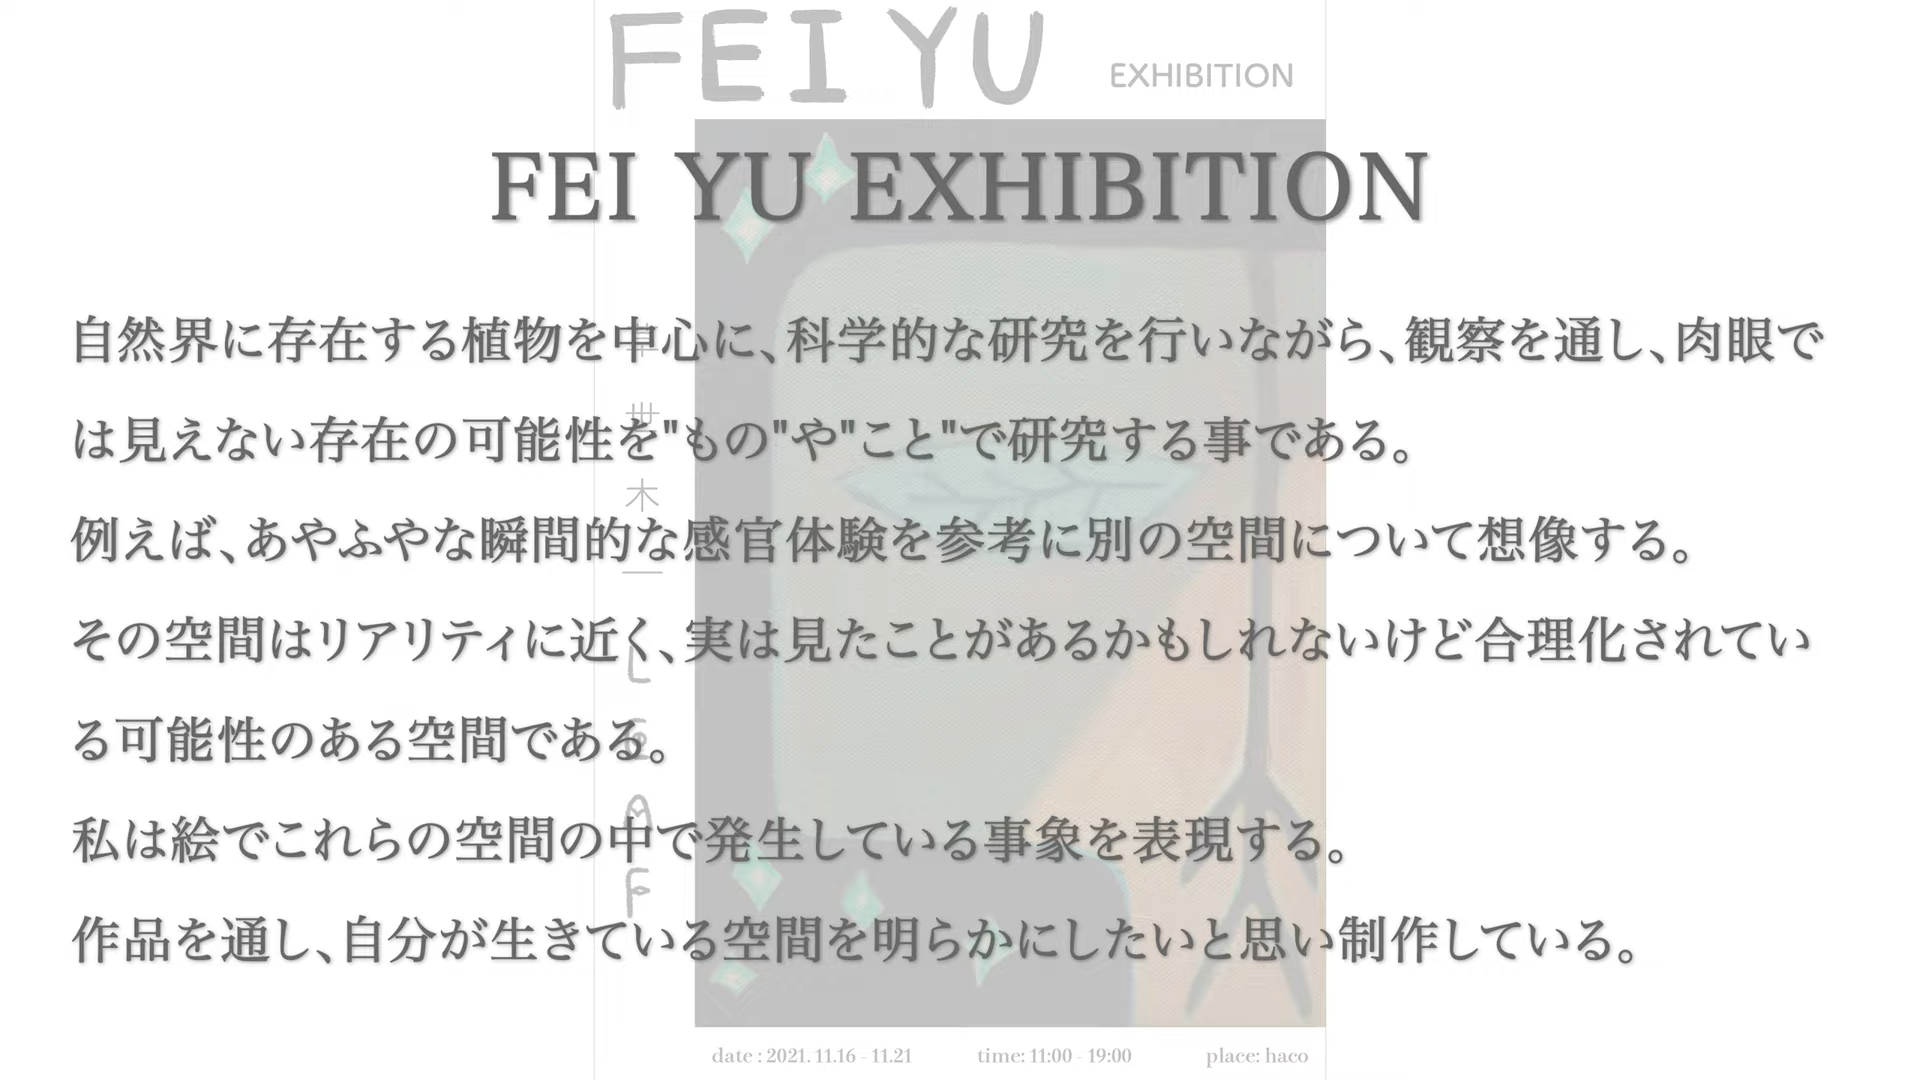 FEI YU
EXHIBITION
FEI YU EXHIBITION
自然界に存在する植物を中心に、科学的な研究を行いながら、観察を通し、肉眼で
は見えない存在の可能性を"もの"や"こと"で研究する事である。
例えば、あやふやな瞬間的な感官体験を参考に別の空間について想像する。
その空間はリアリティに近く、実は見たことがあるかもしれないけど合理化されてい
る可能性のある空間である。
私は絵でこれらの空間の中で発生している事象を表現する。
作品を通し、自分が生きている空間を明らかにしたいと思い制作している。
丗木一
LEAF
date : 2021. 11.16 - 11.21
time: 11:00 - 19:00
place: haco